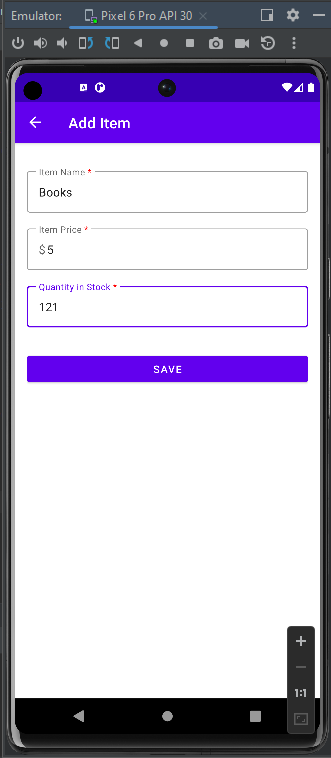 Emulator: Pixel 6 Pro API 30
Add Item
Item Name *
Books
Item Price *
$5
Quantity in Stock *
121
SAVE
1:1